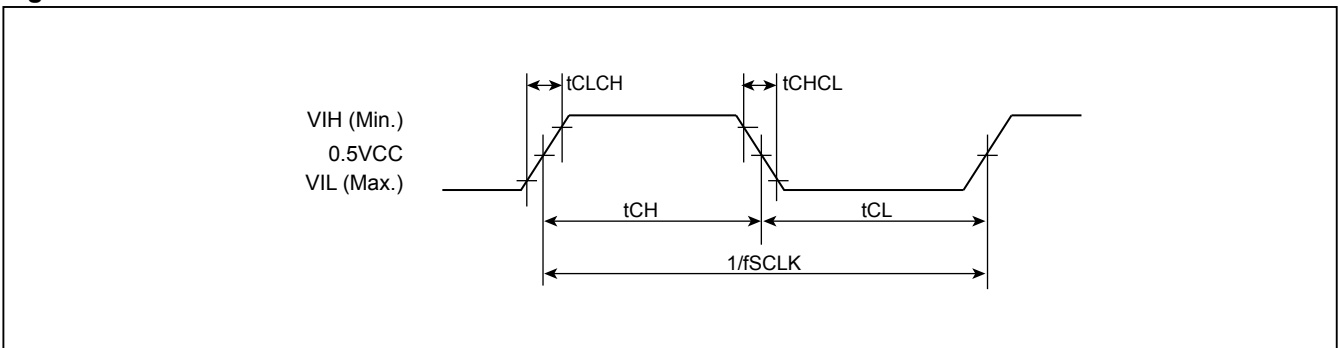 tCLCH
tCHCL
VIH (Min.)
0.5VCC
VIL (Max.)
tCH
tCL
1/fSCLK